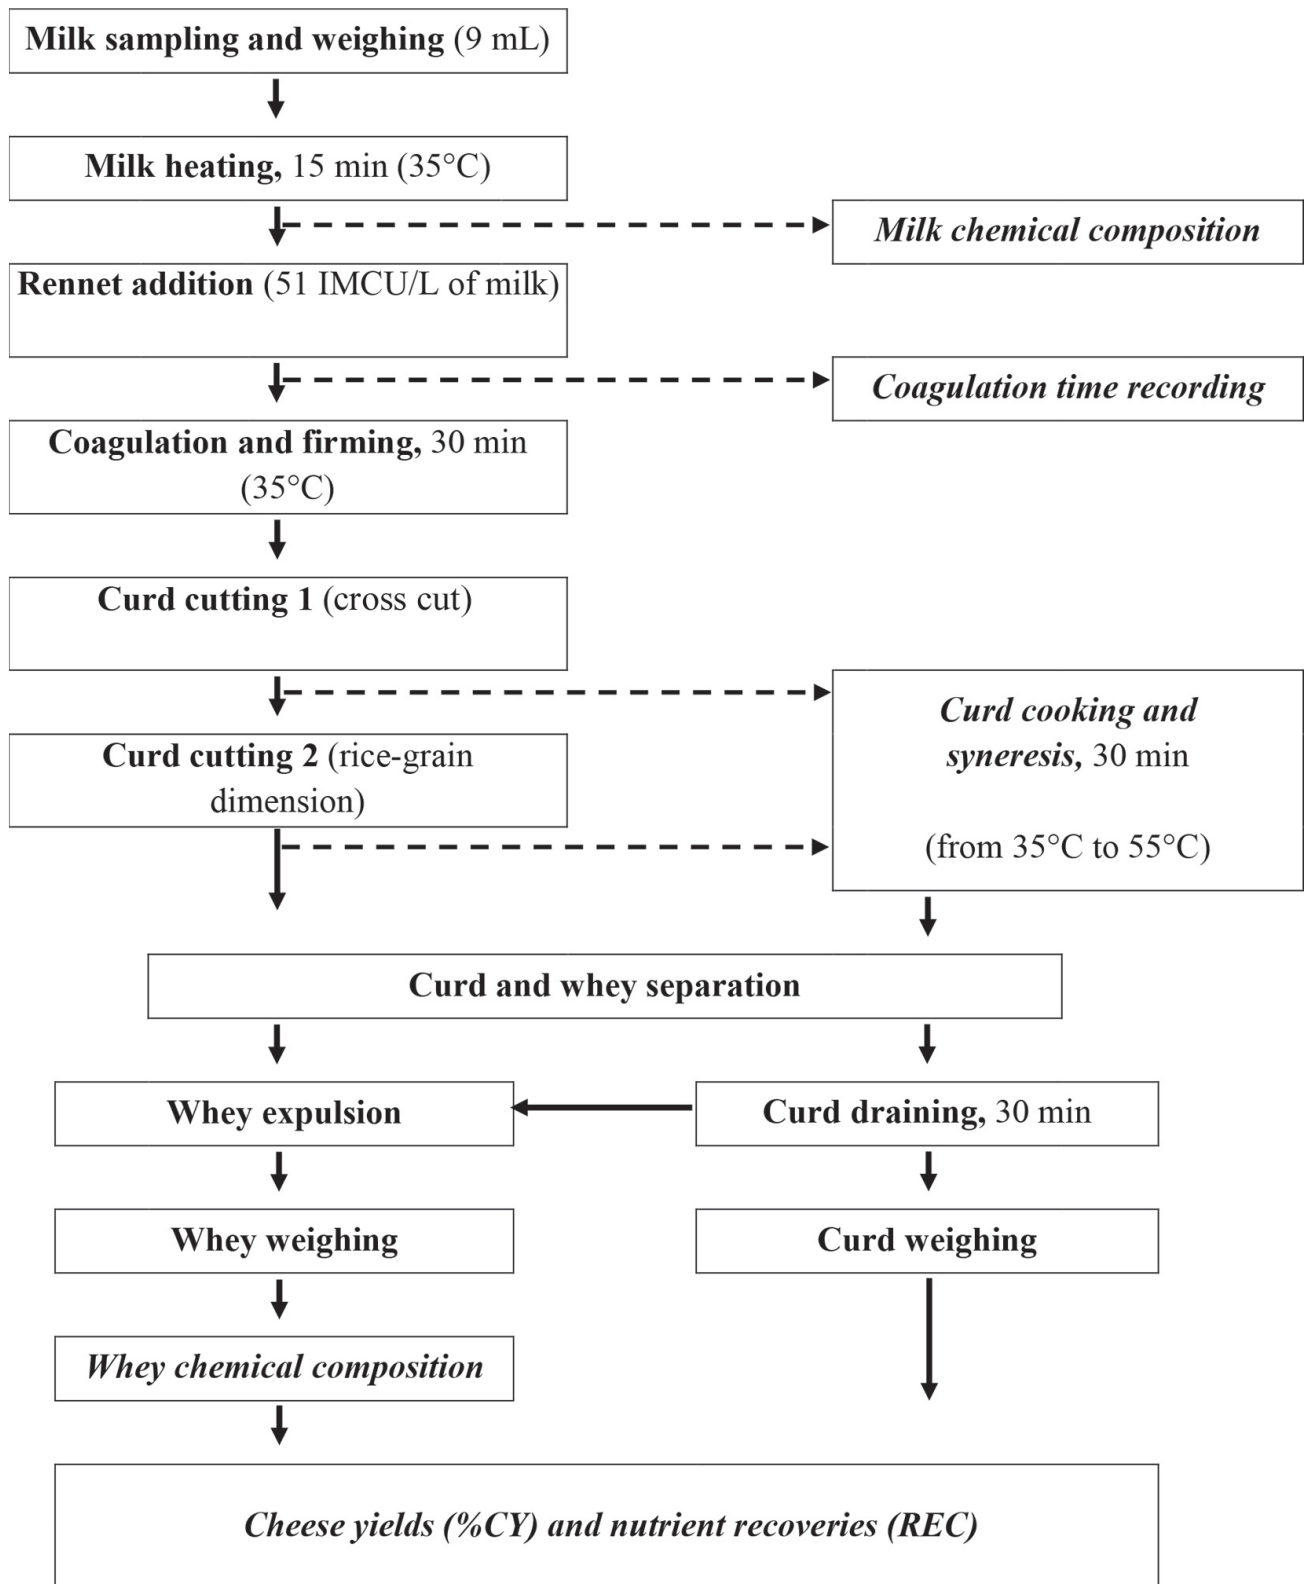 Milk sampling and weighing (9 mL)
Milk heating, 15 min (35°C)
Milk chemical composition
Rennet addition (51 IMCU/L of milk)
Coagulation time recording
Coagulation and firming, 30 min
(35°C)
Curd cutting 1 (cross cut)
Curd cooking and
syneresis, 30 min
(from 35°C to 55°C)
Curd cutting 2 (rice-grain
dimension)
Curd and whey separation
Whey expulsion
Curd draining, 30 min
Whey weighing
Curd weighing
Whey chemical composition
Cheese yields (%CY) and nutrient recoveries (REC)